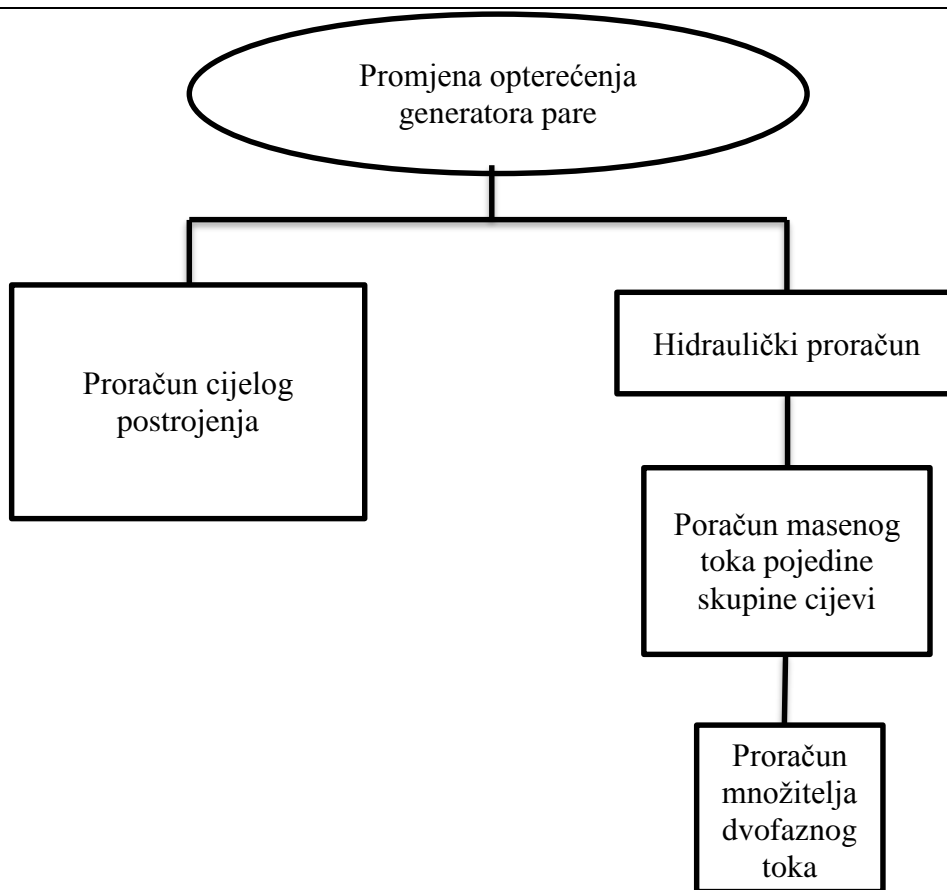 Promjena opterećenja
generatora pare
Proračun cijelog
postrojenja
Hidraulički proračun
Poračun masenog
toka pojedine
skupine cijevi
Proračun
množitelja
dvofaznog
toka